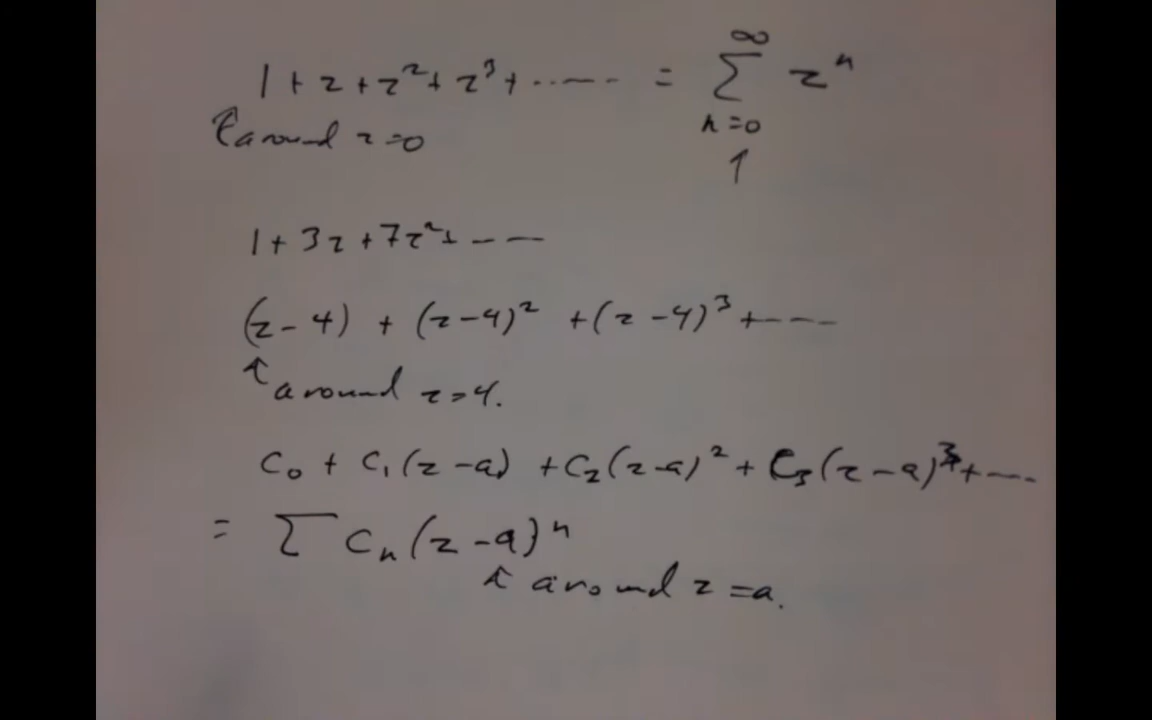 1 + z + z² + z³ + ...... = ∞ ∑ n=0 zⁿ
↑ around z=0 ↑
1 + 3z + 7z² + ----
(z-4) + (z-4)² + (z-4)³ + ----
↑ around z=4.
C₀ + C₁(z-a) + C₂(z-a)² + C₃(z-a)³ + ----
= ∑ Cₙ(z-a)ⁿ
↑ around z=a.